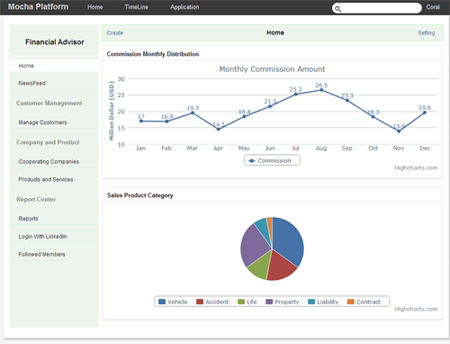 Mocha Platform Home TimeLine Application Coral
Financial Advisor
Home
NewsFeed
Customer Management
Manage Customers
Company and Product
Cooperating Companies
Products and Services
Report Center
Reports
Login With LinkedIn
Followed Members
Create Home Setting
Commission Monthly Distribution
Monthly Commission Amount
Million Dollar (USD)
30
25
20
15
10
17 16.9 19.5 14.5 18.4 21.5 25.2 26.5 23.3 18.3 13.9 19.6
Jan Feb Mar Apr May Jun Jul Aug Sep Oct Nov Dec
Commission
Highcharts.com
Sales Product Category
Vehicle Accident Life Property Liability Contract
Highcharts.com